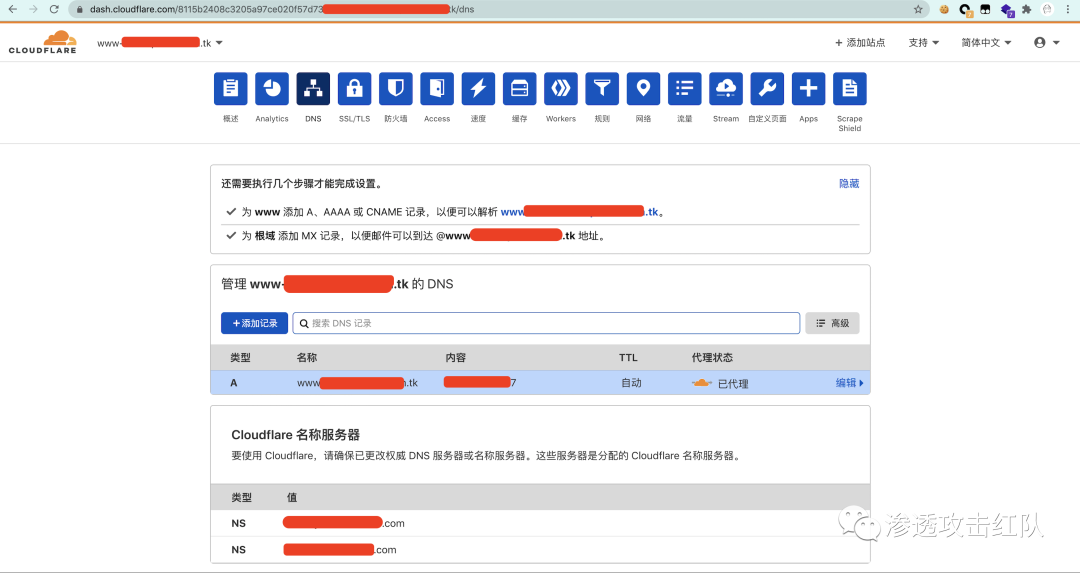 dash.cloudflare.com/8115b2408c3205a97ce020f57d73 tk/dns
CLOUDFLARE
www- .tk
+ 添加站点 支持 简体中文
概述 Analytics DNS SSL/TLS 防火墙 Access 速度 缓存 Workers 规则 网络 流量 Stream 自定义页面 Apps Scrape Shield
还需要执行几个步骤才能完成设置。 隐藏
为 www 添加 A、AAAA 或 CNAME 记录，以便可以解析 www .tk。
为 根域 添加 MX 记录，以便邮件可以到达 @www .tk 地址。
管理 www- .tk 的 DNS
+添加记录 搜索 DNS 记录 高级
类型 名称 内容 TTL 代理状态
A www .tk 7 自动 已代理 编辑
Cloudflare 名称服务器
要使用 Cloudflare，请确保已更改权威 DNS 服务器或名称服务器。这些服务器是分配的 Cloudflare 名称服务器。
类型 值
NS .com
NS .com
渗透攻击红队